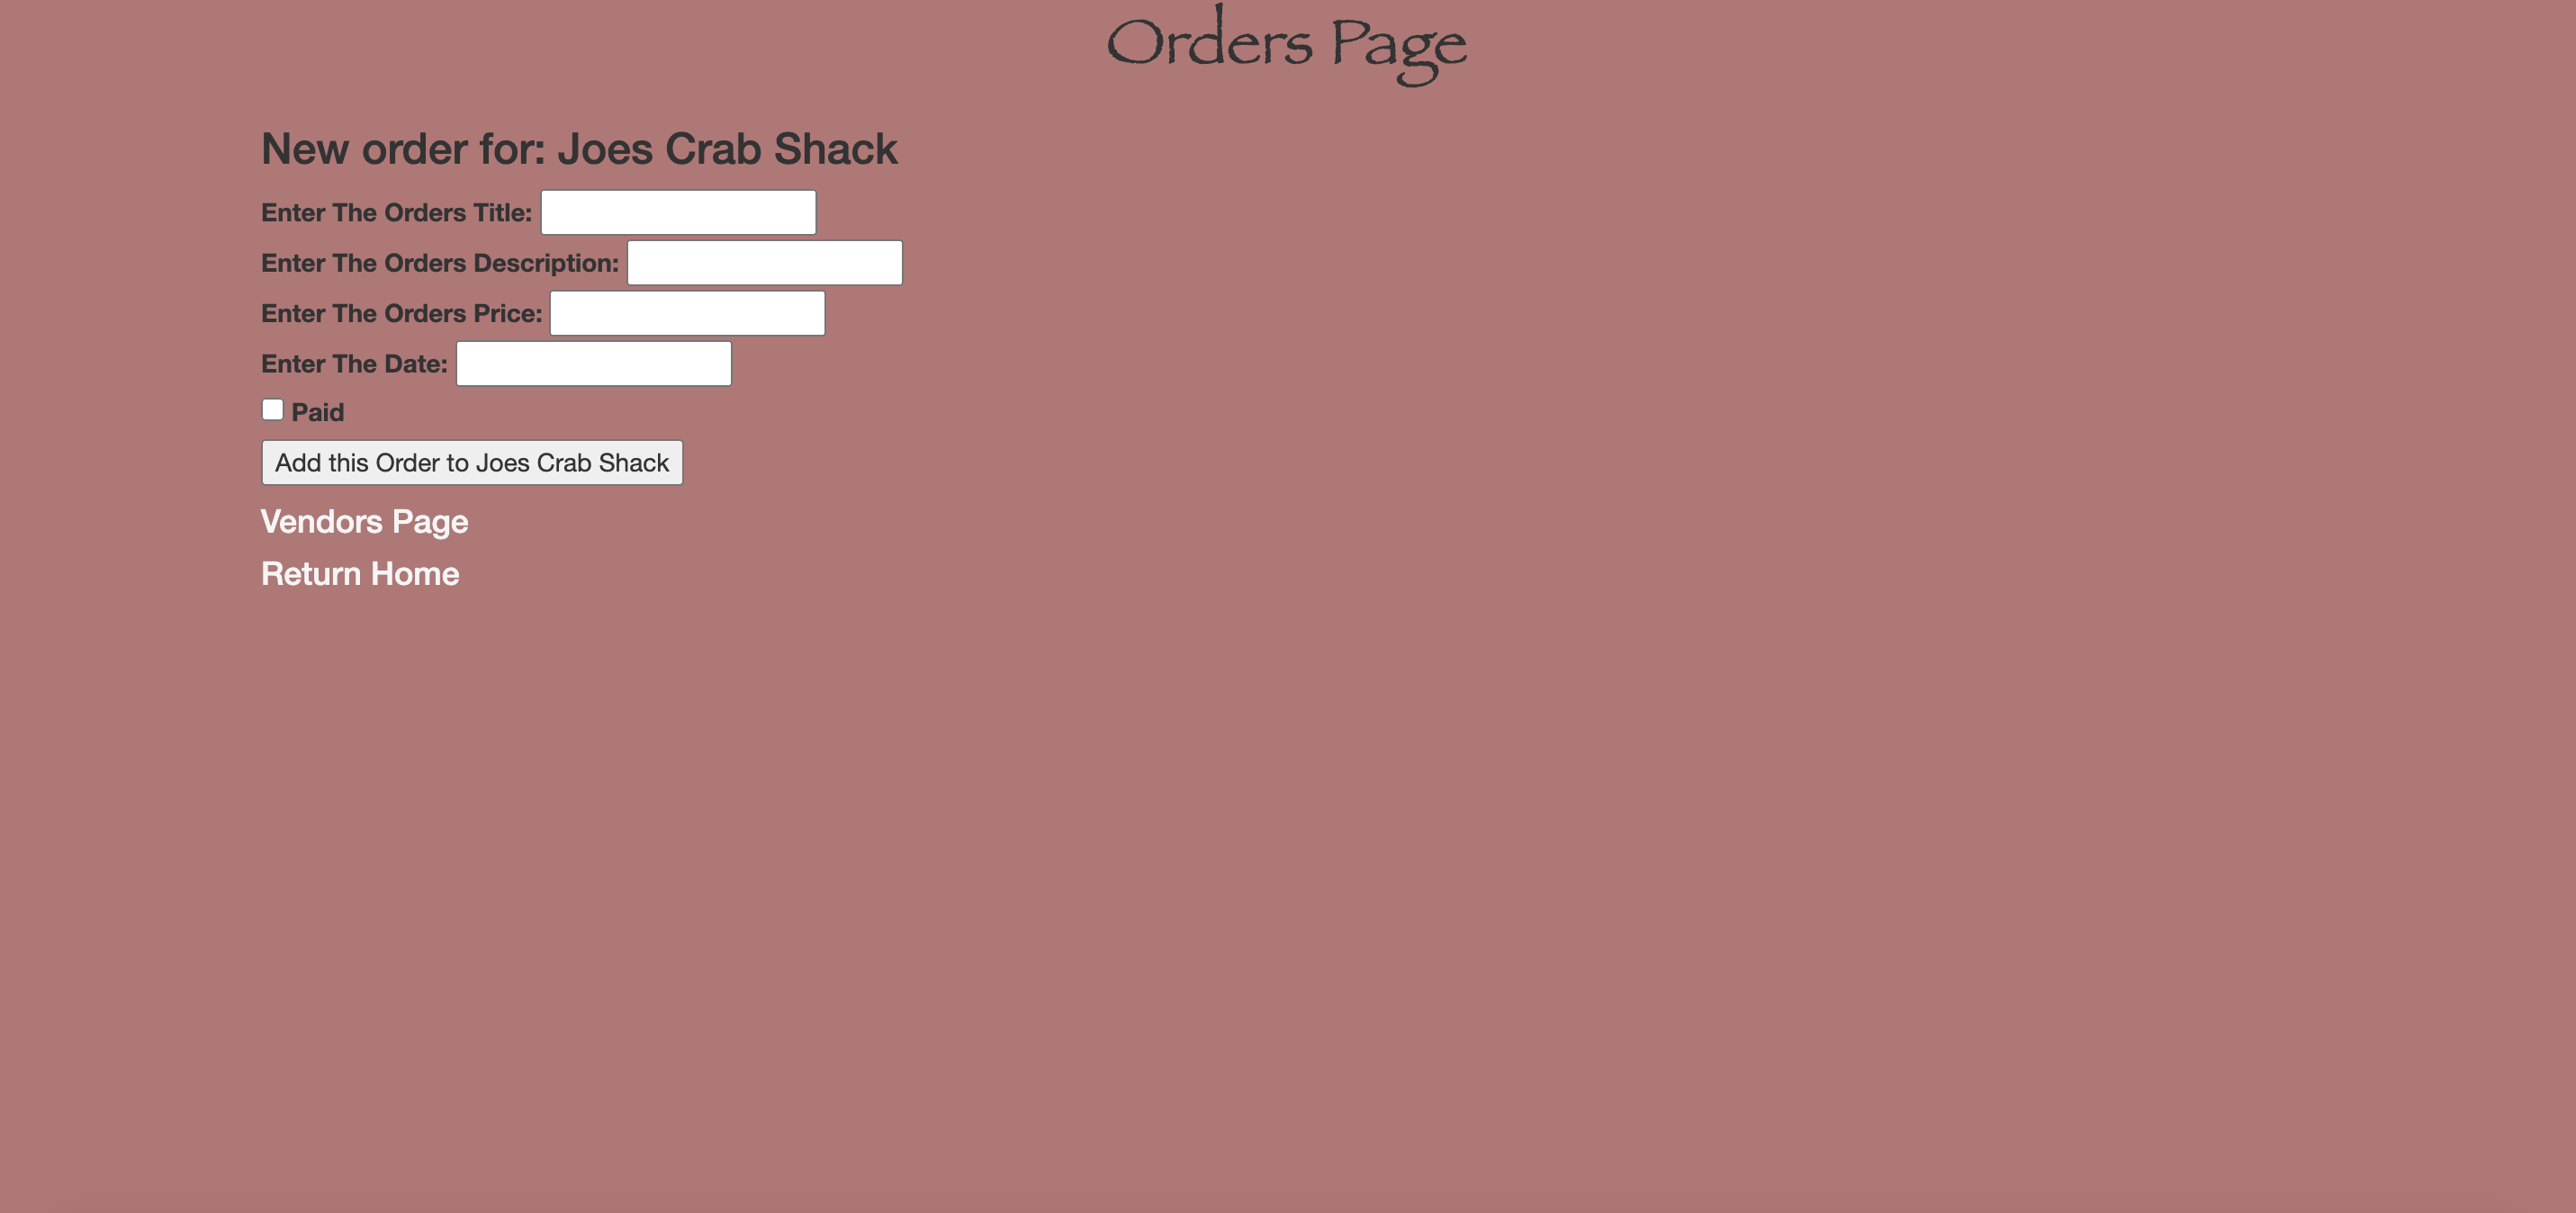 Orders Page
New order for: Joes Crab Shack
Enter The Orders Title:
Enter The Orders Description:
Enter The Orders Price:
Enter The Date:
Paid
Add this Order to Joes Crab Shack
Vendors Page
Return Home